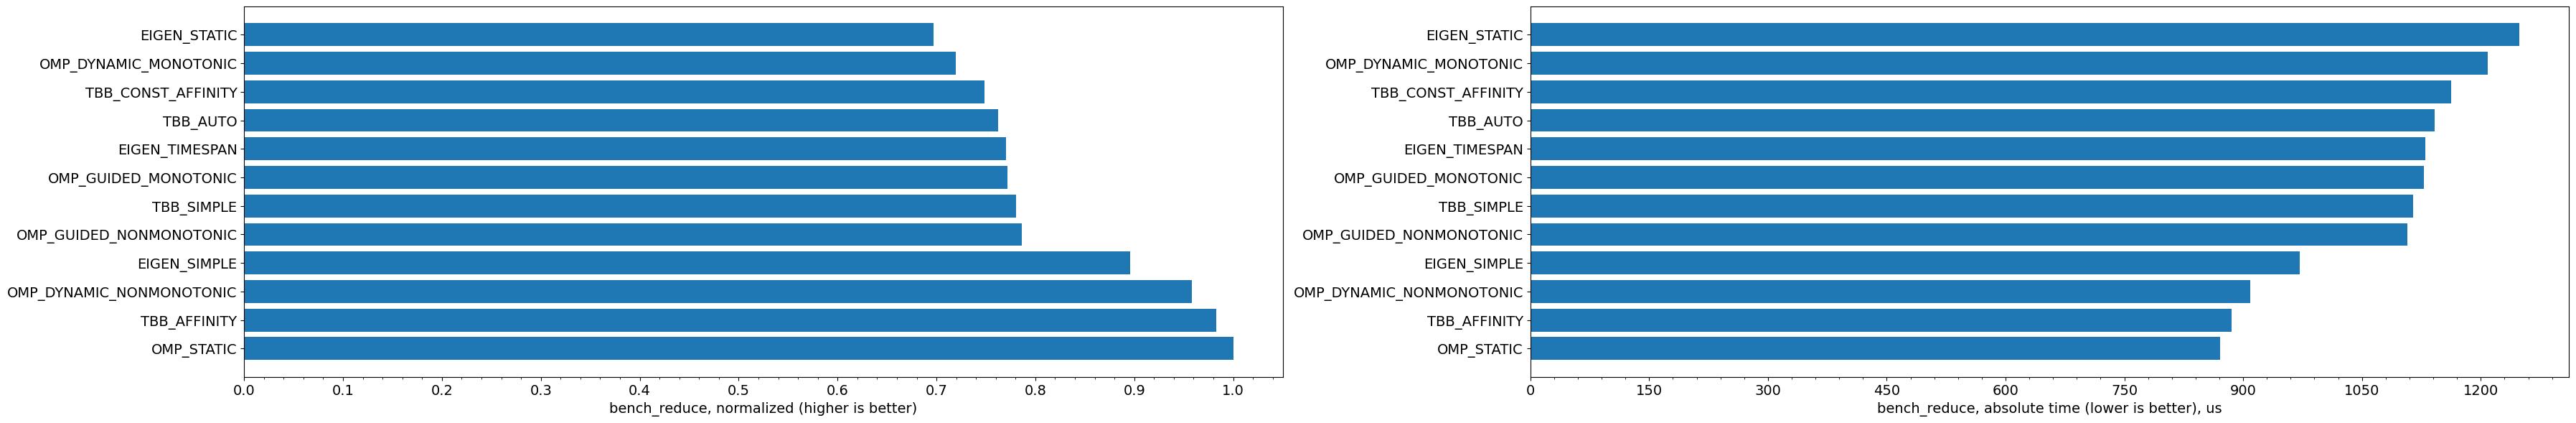 EIGEN_STATIC
OMP_DYNAMIC_MONOTONIC
TBB_CONST_AFFINITY
TBB_AUTO
EIGEN_TIMESPAN
OMP_GUIDED_MONOTONIC
TBB_SIMPLE
OMP_GUIDED_NONMONOTONIC
EIGEN_SIMPLE
OMP_DYNAMIC_NONMONOTONIC
TBB_AFFINITY
OMP_STATIC
0.0 0.1 0.2 0.3 0.4 0.5 0.6 0.7 0.8 0.9 1.0
bench_reduce, normalized (higher is better)
EIGEN_STATIC
OMP_DYNAMIC_MONOTONIC
TBB_CONST_AFFINITY
TBB_AUTO
EIGEN_TIMESPAN
OMP_GUIDED_MONOTONIC
TBB_SIMPLE
OMP_GUIDED_NONMONOTONIC
EIGEN_SIMPLE
OMP_DYNAMIC_NONMONOTONIC
TBB_AFFINITY
OMP_STATIC
0 150 300 450 600 750 900 1050 1200
bench_reduce, absolute time (lower is better), us